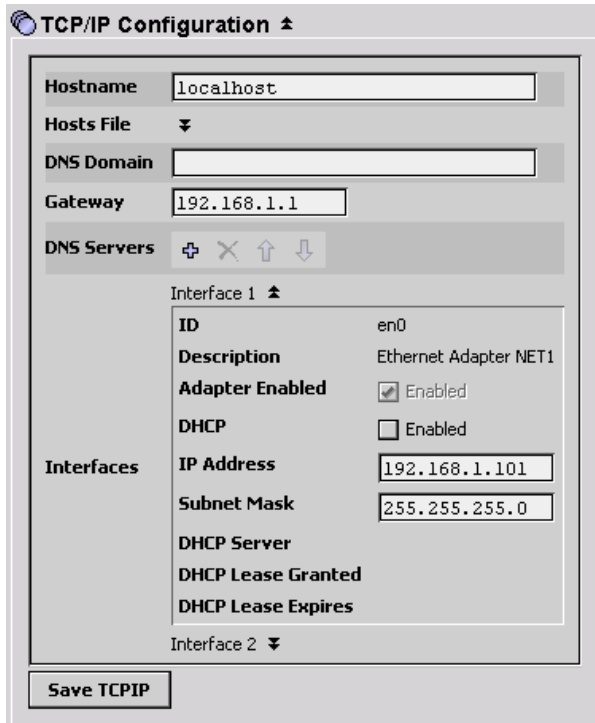 TCP/IP Configuration
Hostname localhost
Hosts File
DNS Domain
Gateway 192.168.1.1
DNS Servers
Interface 1
ID en0
Description Ethernet Adapter NET1
Adapter Enabled Enabled
DHCP Enabled
Interfaces IP Address 192.168.1.101
Subnet Mask 255.255.255.0
DHCP Server
DHCP Lease Granted
DHCP Lease Expires
Interface 2
Save TCPIP